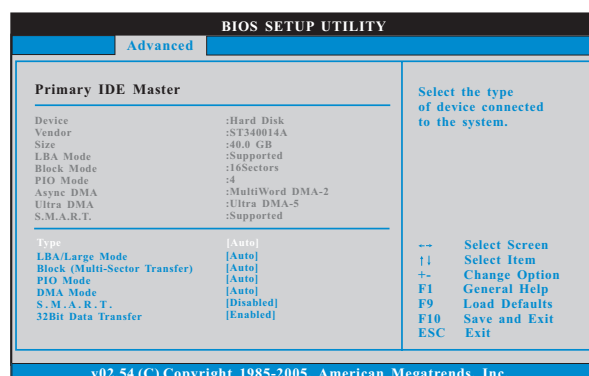 BIOS SETUP UTILITY
Advanced
Primary IDE Master
Device :Hard Disk
Vendor :ST340014A
Size :40.0 GB
LBA Mode :Supported
Block Mode :16Sectors
PIO Mode :4
Async DMA :MultiWord DMA-2
Ultra DMA :Ultra DMA-5
S.M.A.R.T. :Supported
Type [Auto]
LBA/Large Mode [Auto]
Block (Multi-Sector Transfer) [Auto]
PIO Mode [Auto]
DMA Mode [Auto]
S.M.A.R.T. [Disabled]
32Bit Data Transfer [Enabled]
Select the type
of device connected
to the system.
←→ Select Screen
↑↓ Select Item
+- Change Option
F1 General Help
F9 Load Defaults
F10 Save and Exit
ESC Exit
v02.54 (C) Copyright 1985-2005, American Megatrends, Inc.